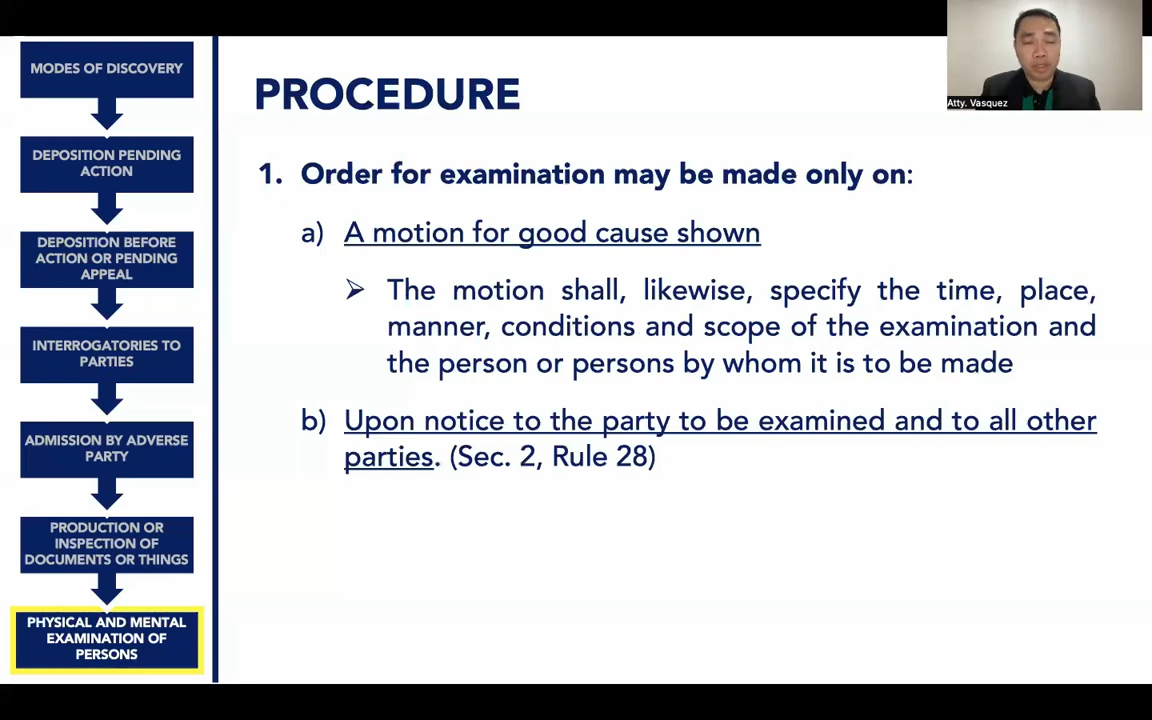 MODES OF DISCOVERY
DEPOSITION PENDING
ACTION
DEPOSITION BEFORE
ACTION OR PENDING
APPEAL
INTERROGATORIES TO
PARTIES
ADMISSION BY ADVERSE
PARTY
PRODUCTION OR
INSPECTION OF
DOCUMENTS OR THINGS
PHYSICAL AND MENTAL
EXAMINATION OF
PERSONS
PROCEDURE
1. Order for examination may be made only on:
a) A motion for good cause shown
➢ The motion shall, likewise, specify the time, place,
manner, conditions and scope of the examination and
the person or persons by whom it is to be made
b) Upon notice to the party to be examined and to all other
parties. (Sec. 2, Rule 28)
Atty. Vasquez